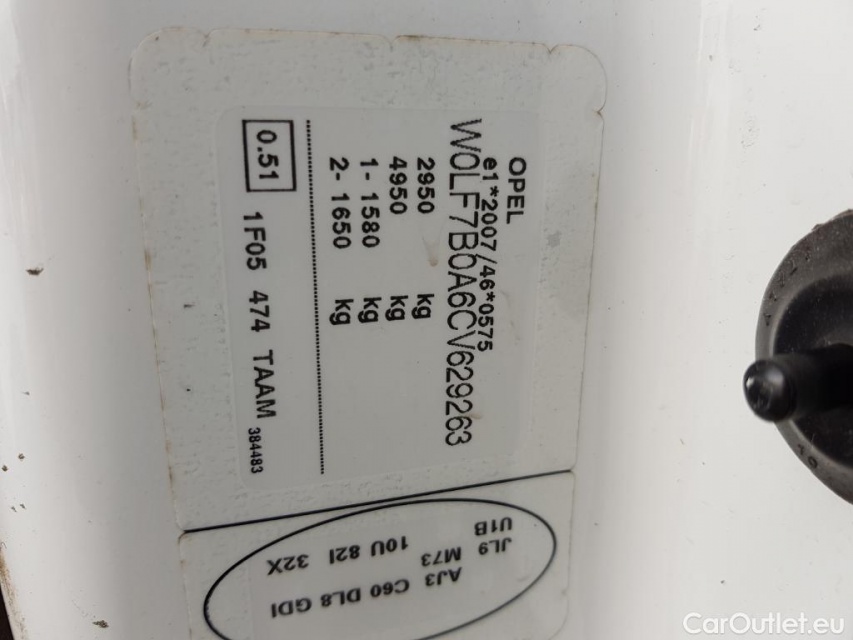 OPEL
e1*2007/46*0575
W0LF7B6A6CV629263
2950 kg
4950 kg
1- 1580 kg
2- 1650 kg
0.51 1F05 474 TAAM 384483
AJ3 C60 DL8 GDI
JL9 M73 10U 82I 32X
U1B
CarOutlet.eu